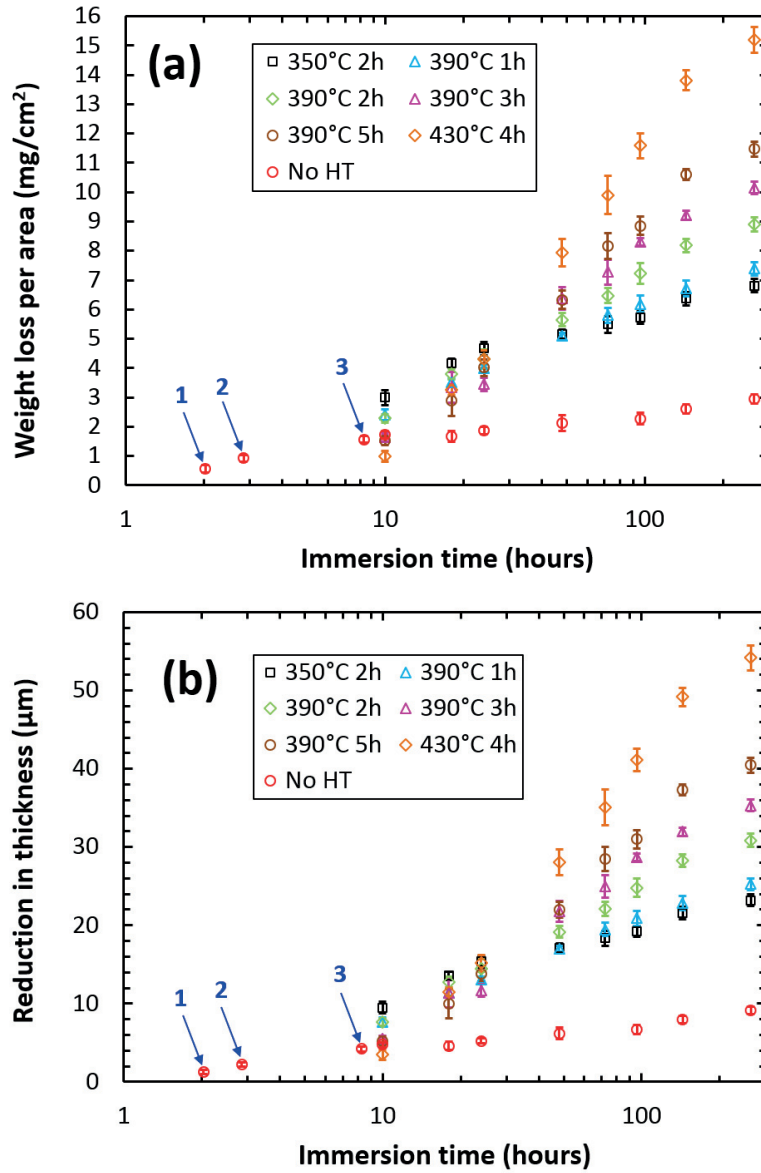 16
15
14
13
12
11
10
9
8
7
6
5
4
3
2
1
0
Weight loss per area (mg/cm²)
(a)
350°C 2h 390°C 1h
390°C 2h 390°C 3h
390°C 5h 430°C 4h
No HT
1 2 3
1 10 100
Immersion time (hours)
60
50
40
30
20
10
0
Reduction in thickness (µm)
(b)
350°C 2h 390°C 1h
390°C 2h 390°C 3h
390°C 5h 430°C 4h
No HT
1 2 3
1 10 100
Immersion time (hours)